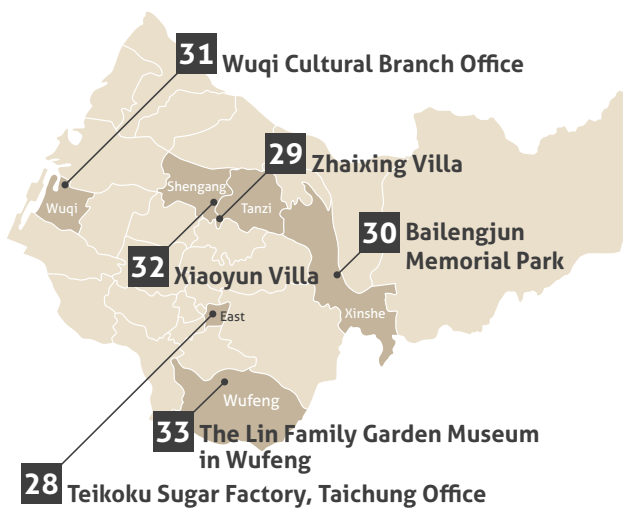 31 Wuqi Cultural Branch Office
29 Zhaixing Villa
Shengang
Tanzi
Wuqi
30 Bailengjun
Memorial Park
32 Xiaoyun Villa
East
Xinshe
Wufeng
33 The Lin Family Garden Museum
in Wufeng
28 Teikoku Sugar Factory, Taichung Office